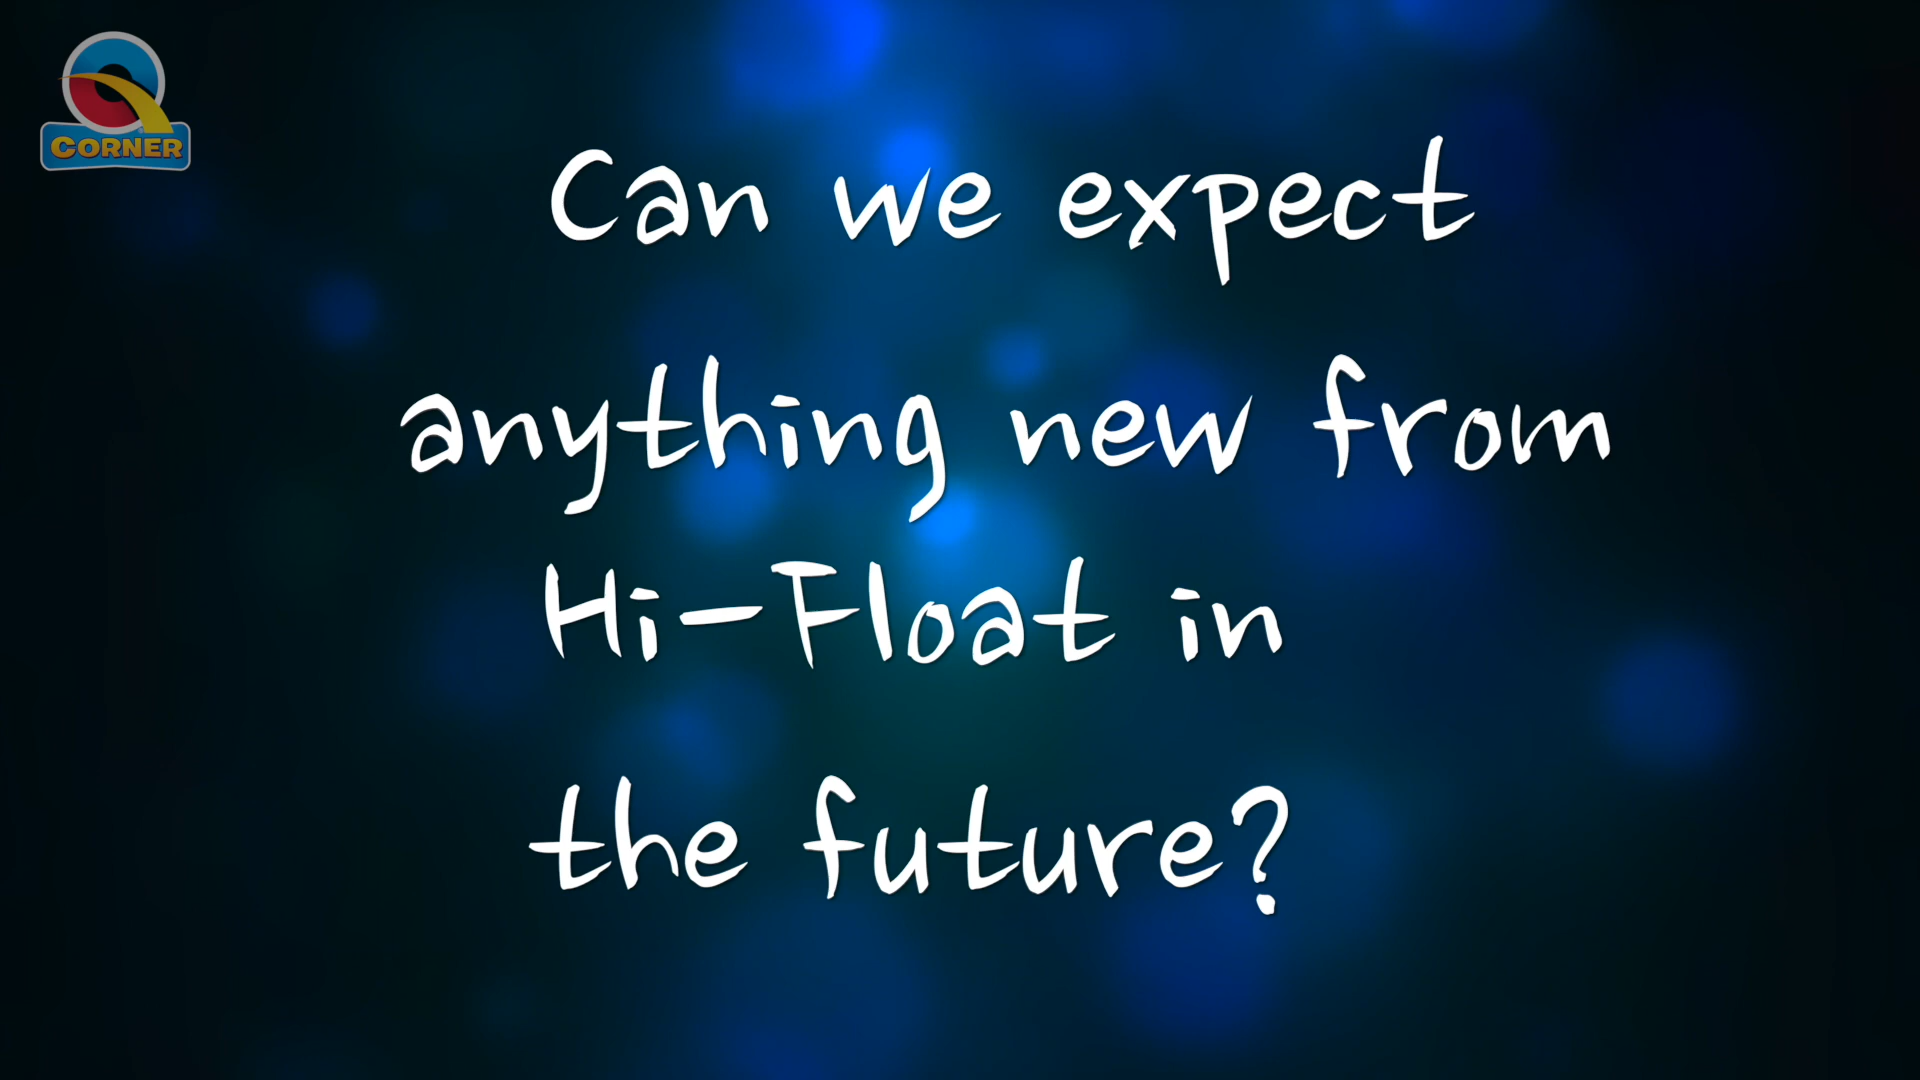 CORNER
Can we expect
anything new from
Hi-Float in
the future?